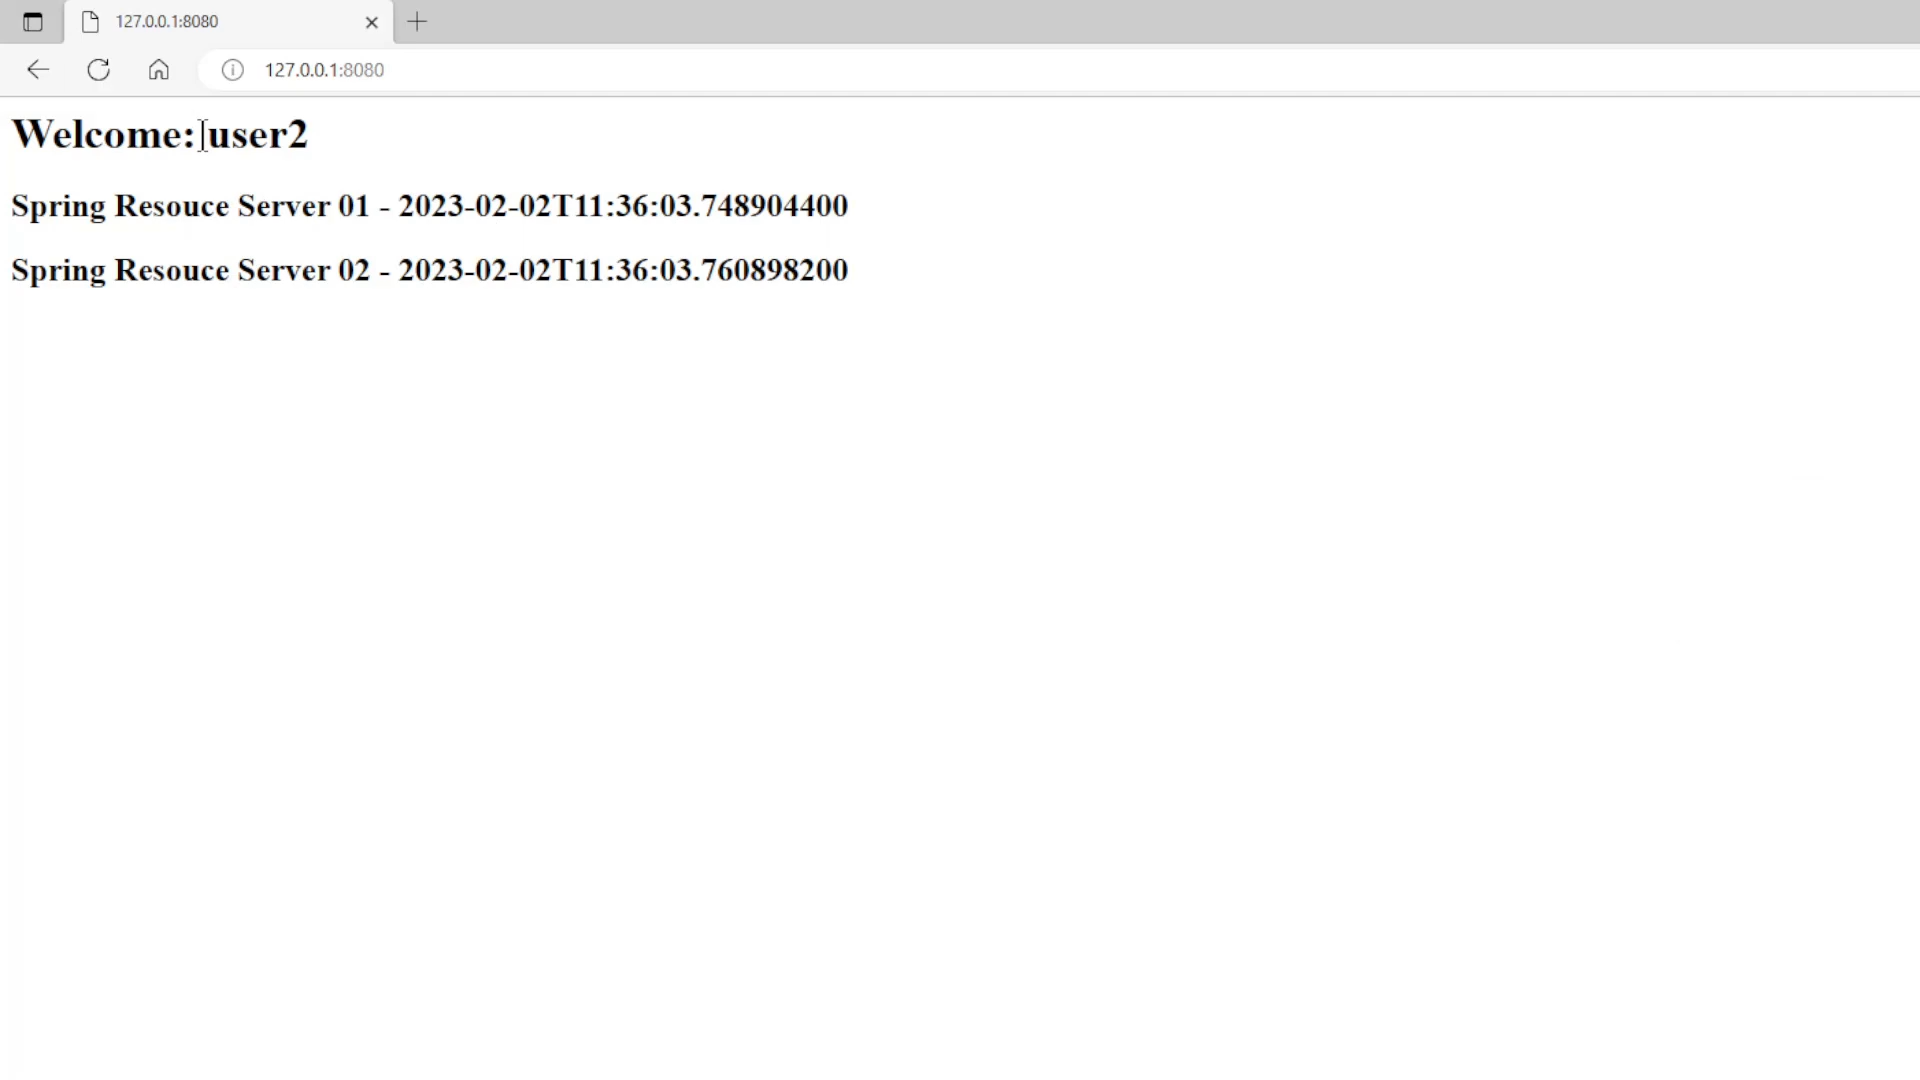 127.0.0.1:8080
127.0.0.1:8080
Welcome: user2
Spring Resouce Server 01 - 2023-02-02T11:36:03.748904400
Spring Resouce Server 02 - 2023-02-02T11:36:03.760898200